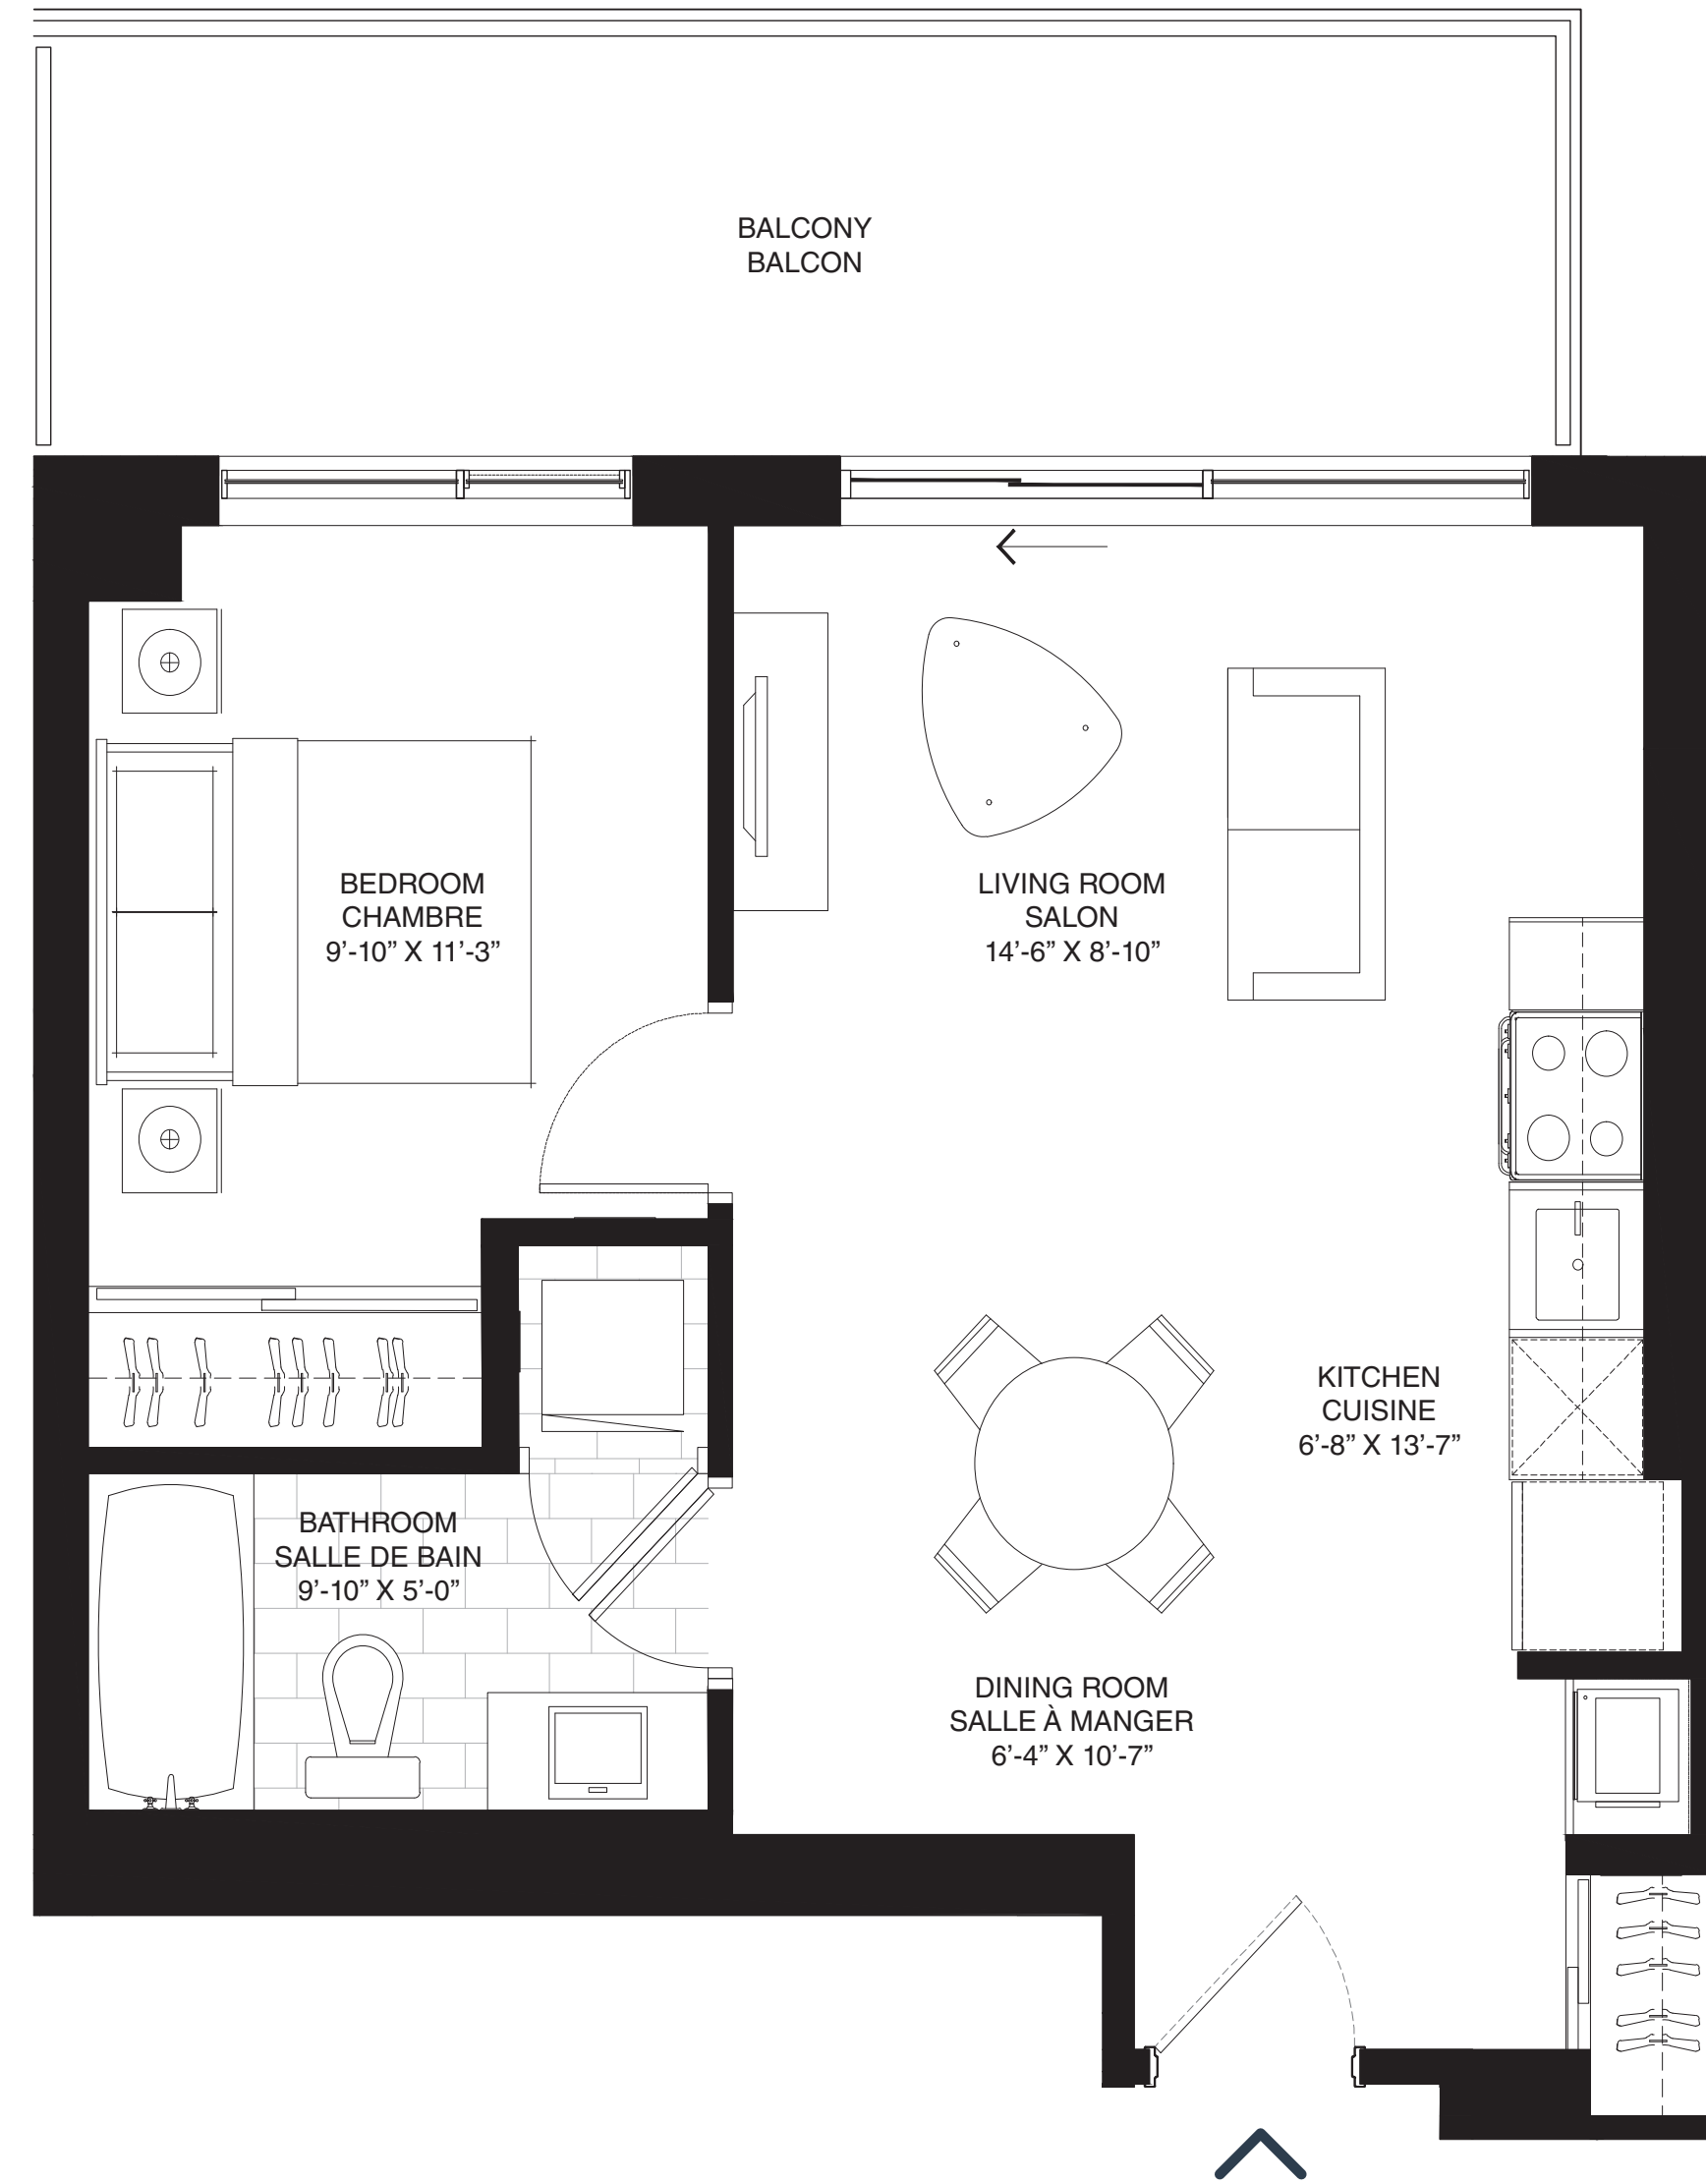 BALCONY
BALCON
BEDROOM
CHAMBRE
9’-10” X 11’-3”
LIVING ROOM
SALON
14’-6” X 8’-10”
KITCHEN
CUISINE
6’-8” X 13’-7”
BATHROOM
SALLE DE BAIN
9’-10” X 5’-0”
DINING ROOM
SALLE À MANGER
6’-4” X 10’-7”